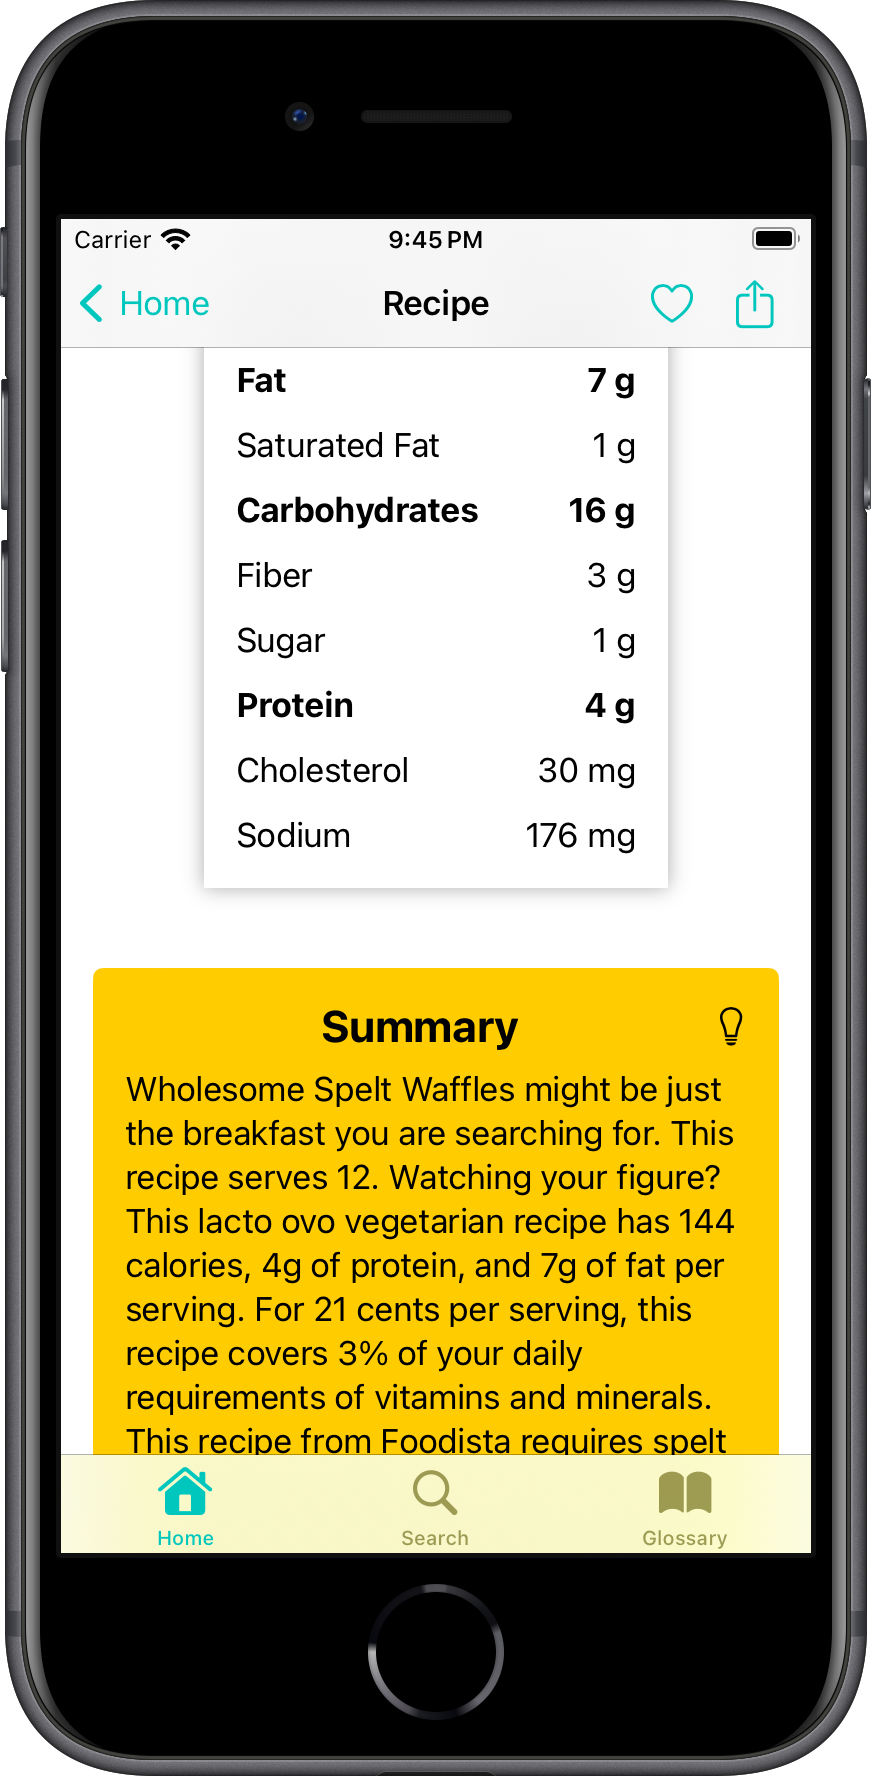 Carrier 9:45 PM
Home Recipe
Fat 7 g
Saturated Fat 1 g
Carbohydrates 16 g
Fiber 3 g
Sugar 1 g
Protein 4 g
Cholesterol 30 mg
Sodium 176 mg
Summary
Wholesome Spelt Waffles might be just
the breakfast you are searching for. This
recipe serves 12. Watching your figure?
This lacto ovo vegetarian recipe has 144
calories, 4g of protein, and 7g of fat per
serving. For 21 cents per serving, this
recipe covers 3% of your daily
requirements of vitamins and minerals.
This recipe from Foodista requires spelt
Home Search Glossary